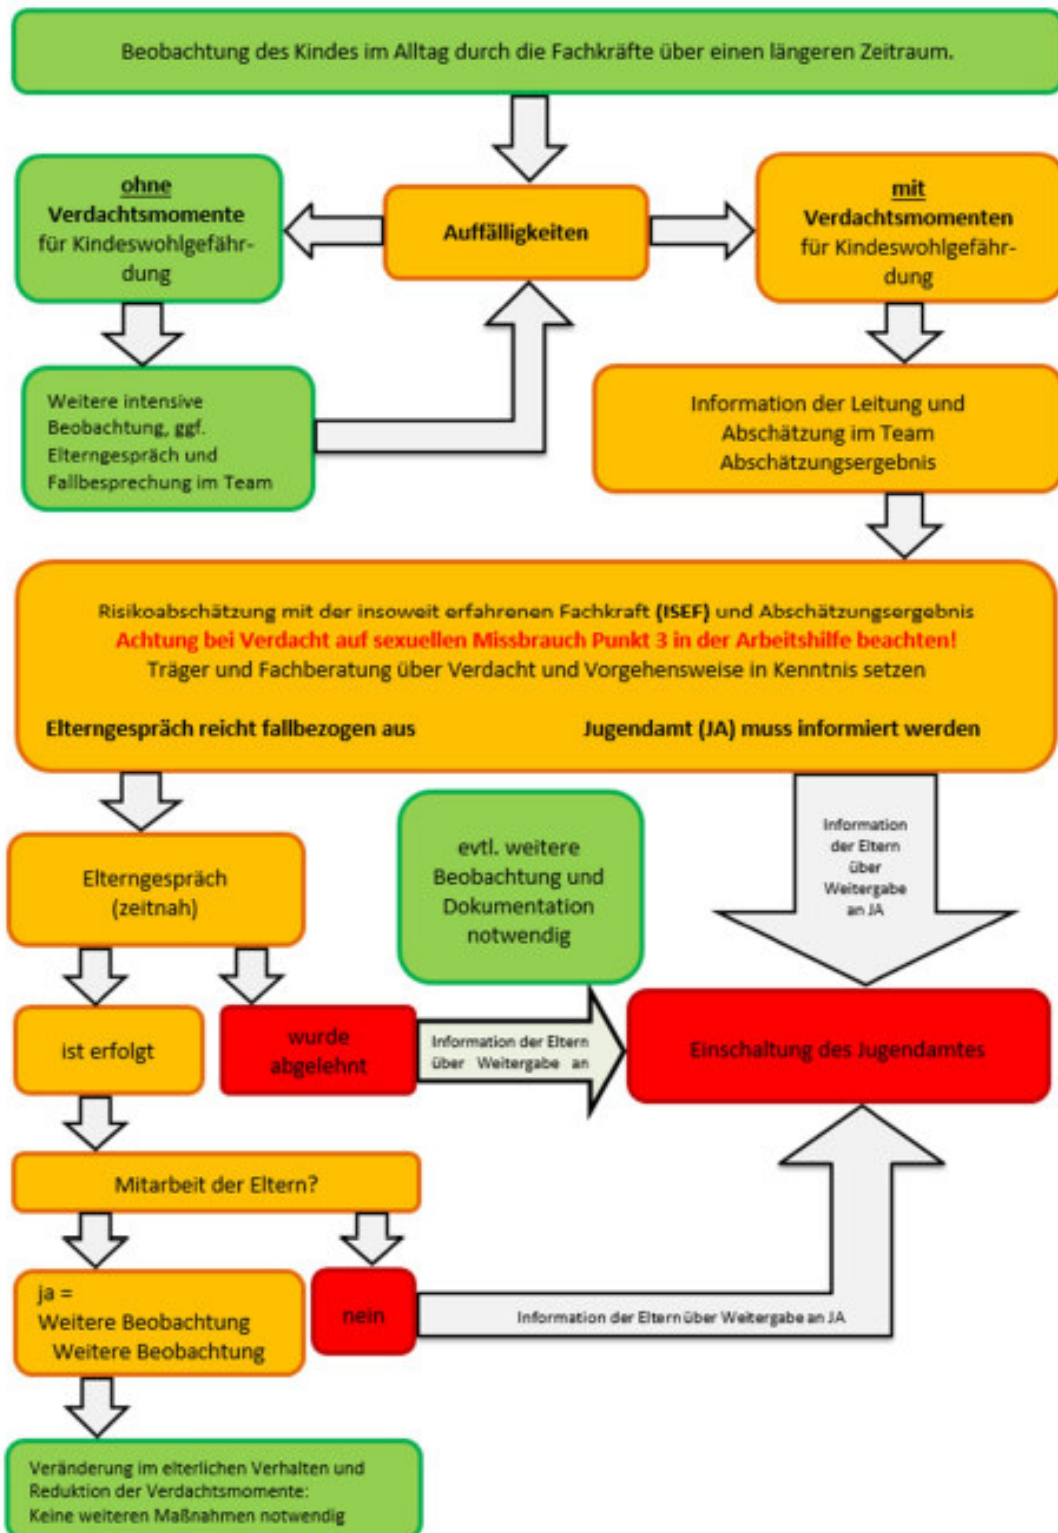 Beobachtung des Kindes im Alltag durch die Fachkräfte über einen längeren Zeitraum.
ohne
Verdachtsmomente
für Kindeswohlgefähr-
dung
Auffälligkeiten
mit
Verdachtsmomenten
für Kindeswohlgefähr-
dung
Weitere intensive
Beobachtung, ggf.
Elterngespräch und
Fallbesprechung im Team
Information der Leitung und
Abschätzung im Team
Abschätzungsergebnis
Risikoabschätzung mit der insoweit erfahrenen Fachkraft (ISEF) und Abschätzungsergebnis
Achtung bei Verdacht auf sexuellen Missbrauch Punkt 3 in der Arbeitshilfe beachten!
Träger und Fachberatung über Verdacht und Vorgehensweise in Kenntnis setzen
Elterngespräch reicht fallbezogen aus Jugendamt (JA) muss informiert werden
Elterngespräch
(zeitnah)
evtl. weitere
Beobachtung und
Dokumentation
notwendig
Information
der Eltern
über
Weitergabe
an JA
ist erfolgt
wurde
abgelehnt
Information der Eltern
über Weitergabe an
Einschaltung des Jugendamtes
Mitarbeit der Eltern?
ja =
Weitere Beobachtung
Weitere Beobachtung
nein
Information der Eltern über Weitergabe an JA
Veränderung im elterlichen Verhalten und
Reduktion der Verdachtsmomente:
Keine weiteren Maßnahmen notwendig